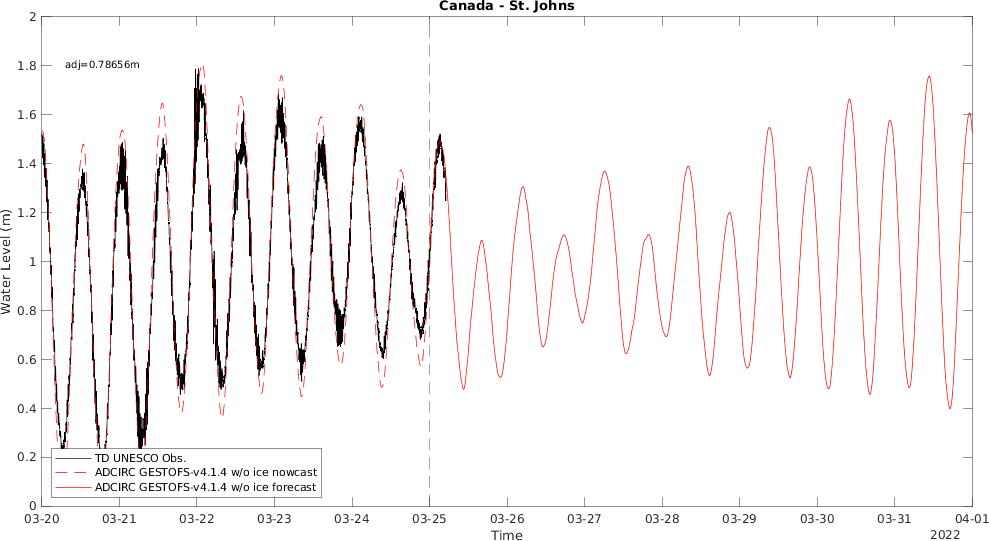 Canada - St. Johns
adj=0.78656m
Water Level (m)
2
1.8
1.6
1.4
1.2
1
0.8
0.6
0.4
0.2
0
TD UNESCO Obs.
ADCIRC GESTOFS-v4.1.4 w/o ice nowcast
ADCIRC GESTOFS-v4.1.4 w/o ice forecast
03-20 03-21 03-22 03-23 03-24 03-25 03-26 03-27 03-28 03-29 03-30 03-31 04-01
Time
2022